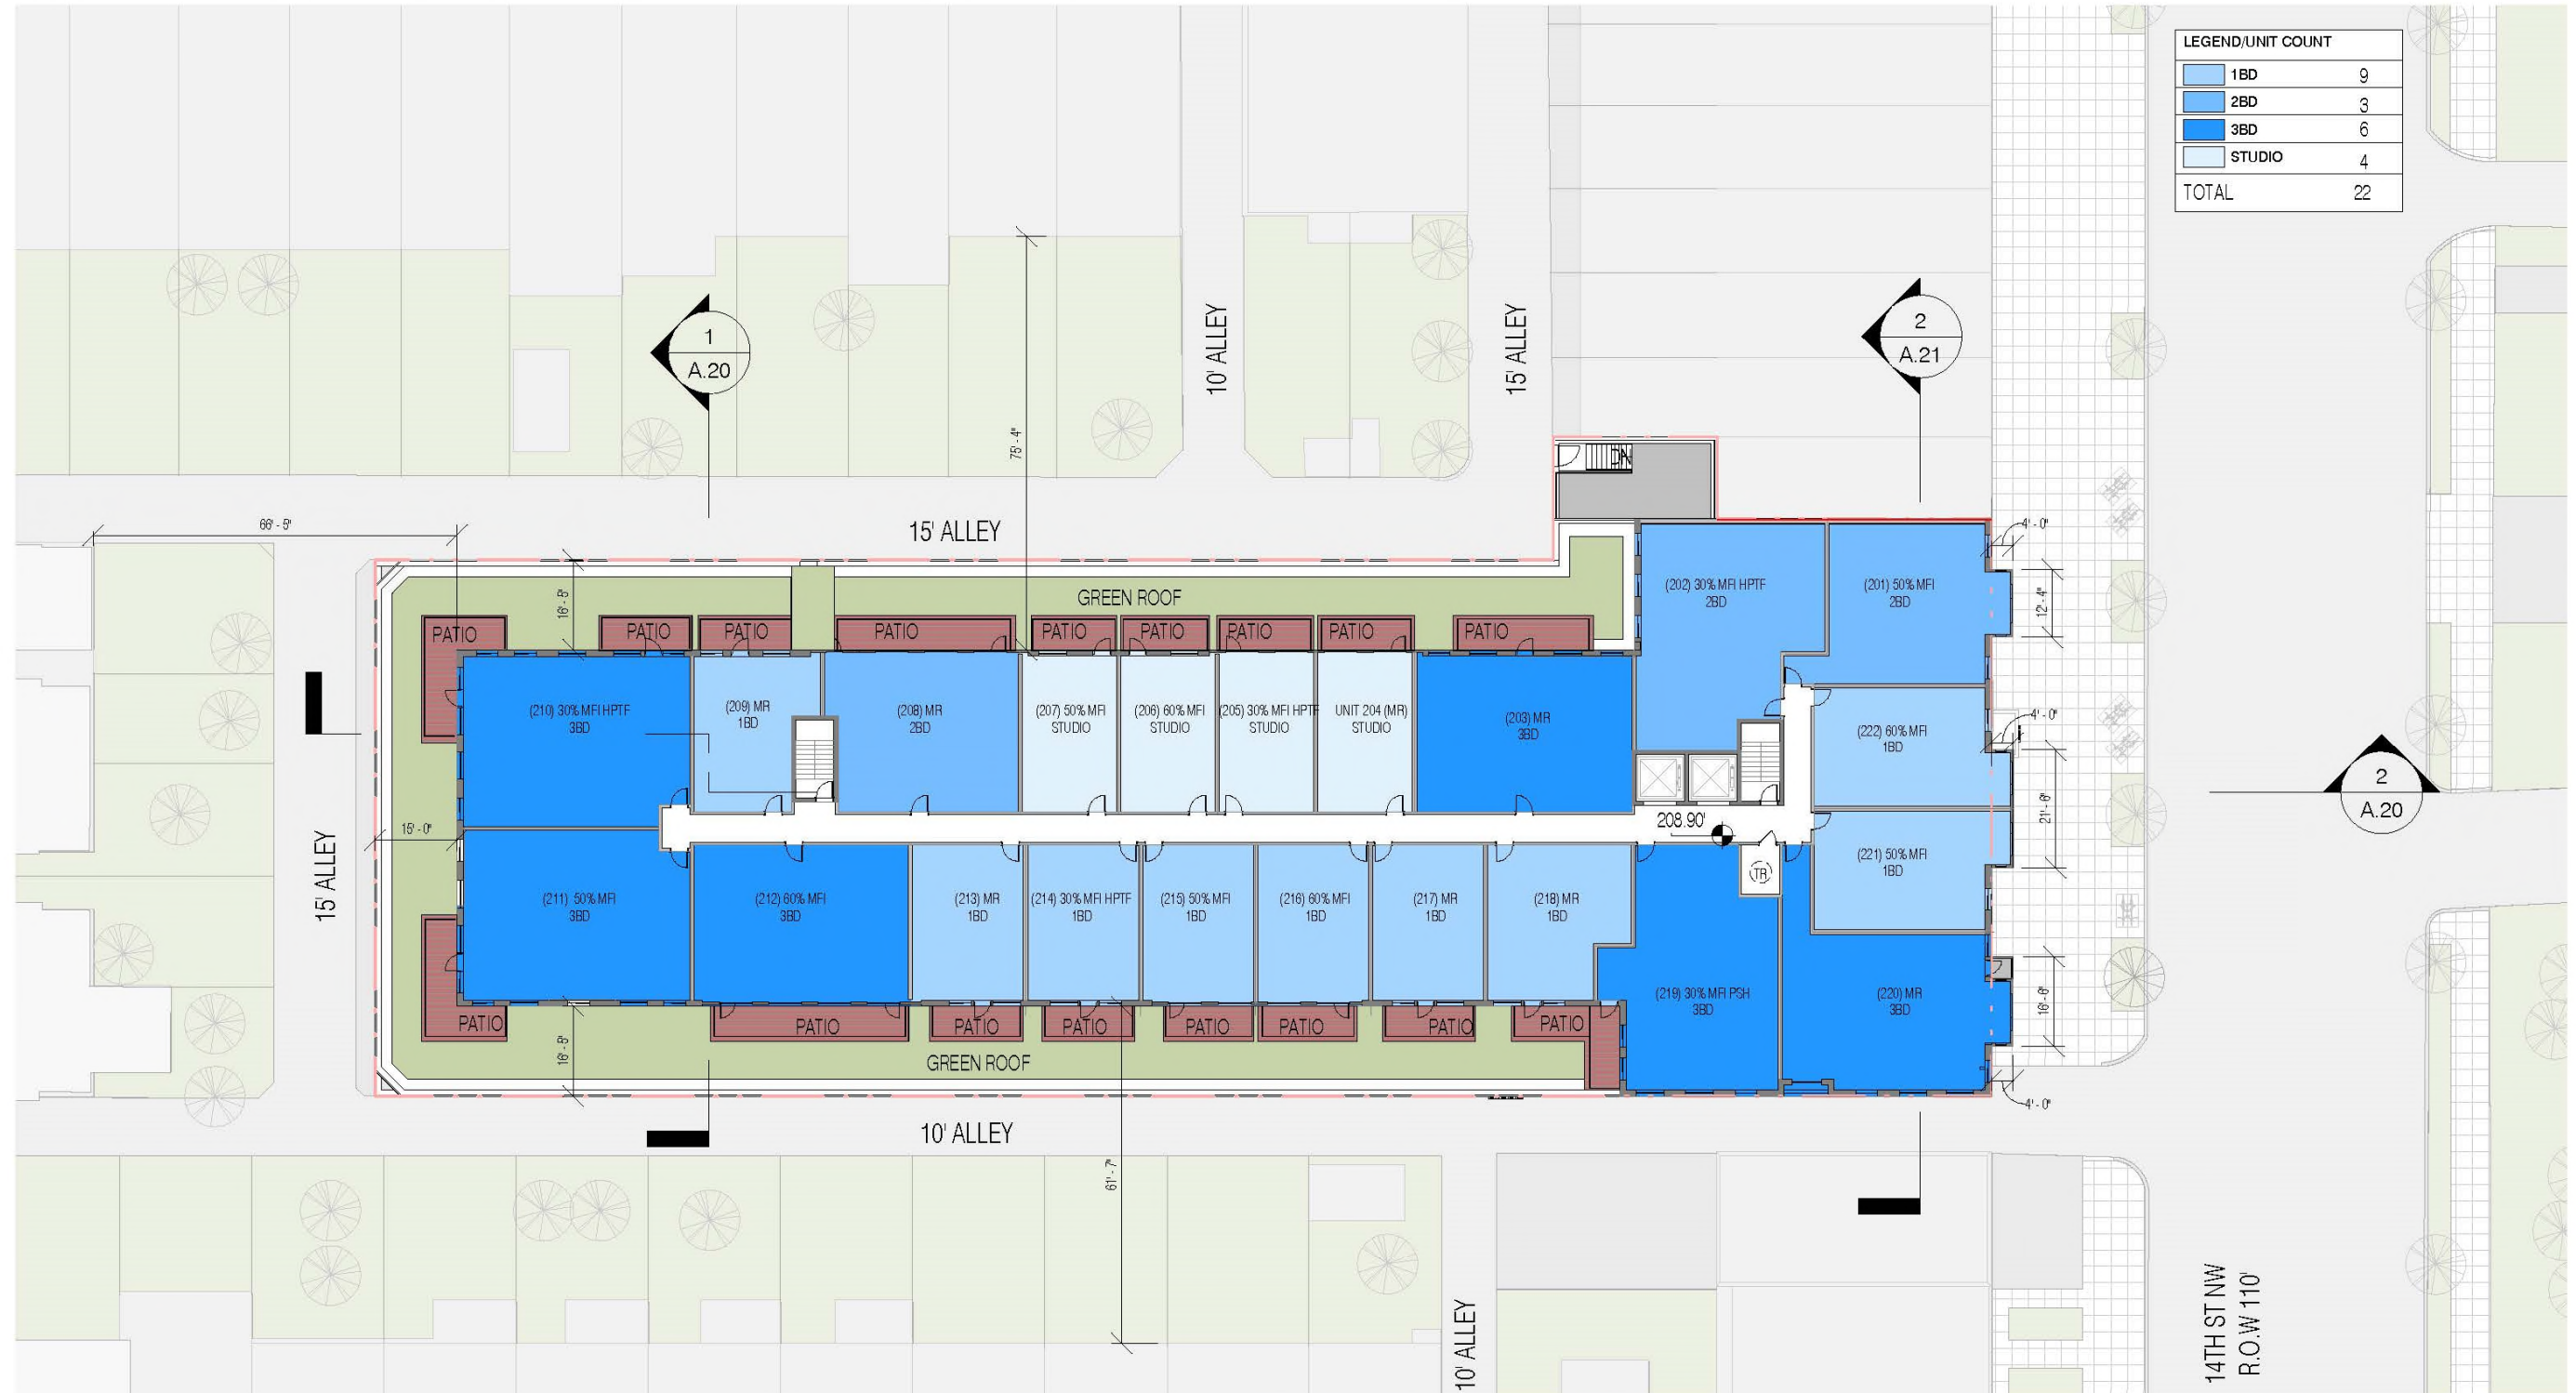 LEGEND/UNIT COUNT
1BD 9
2BD 3
3BD 6
STUDIO 4
TOTAL 22
1
A.20
2
A.21
10' ALLEY
15' ALLEY
75' - 4"
DN
66' - 5"
15' ALLEY
4' - 0"
12' - 4"
16' - 5"
GREEN ROOF
PATIO
PATIO
PATIO
PATIO
PATIO
PATIO
PATIO
PATIO
PATIO
(202) 30% MFI HPTF
2BD
(201) 50% MFI
2BD
(210) 30% MFI HPTF
3BD
(209) MR
1BD
(208) MR
2BD
(207) 50% MFI
STUDIO
(206) 60% MFI
STUDIO
(205) 30% MFI HPTF
STUDIO
UNIT 204 (MR)
STUDIO
(203) MR
3BD
(222) 60% MFI
1BD
4' - 0"
21' - 6"
2
A.20
208.90'
15' - 0"
15' ALLEY
(211) 50% MFI
3BD
(212) 60% MFI
3BD
(213) MR
1BD
(214) 30% MFI HPTF
1BD
(215) 50% MFI
1BD
(216) 60% MFI
1BD
(217) MR
1BD
(218) MR
1BD
TR
(221) 50% MFI
1BD
(219) 30% MFI PSH
3BD
(220) MR
3BD
16' - 6"
4' - 0"
PATIO
PATIO
PATIO
PATIO
PATIO
PATIO
PATIO
PATIO
16' - 5"
GREEN ROOF
10' ALLEY
61' - 7"
10' ALLEY
14TH ST NW
R.O.W 110'